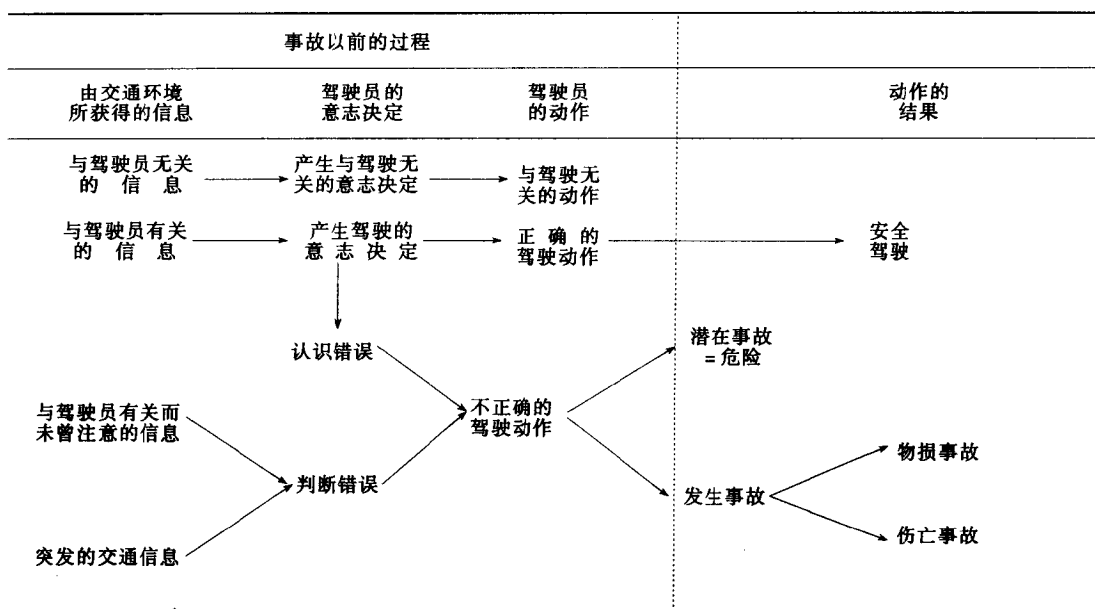 事故以前的过程
由交通环境
所获得的信息
驾驶员的
意志决定
驾驶员
的动作
动作的
结果
与驾驶员无关
的信息
产生与驾驶无
关的意志决定
与驾驶无
关的动作
与驾驶员有关
的信息
产生驾驶的
意志决定
正确的
驾驶动作
安全
驾驶
认识错误
潜在事故
=危险
与驾驶员有关而
未曾注意的信息
不正确的
驾驶动作
判断错误
发生事故
物损事故
突发的交通信息
伤亡事故